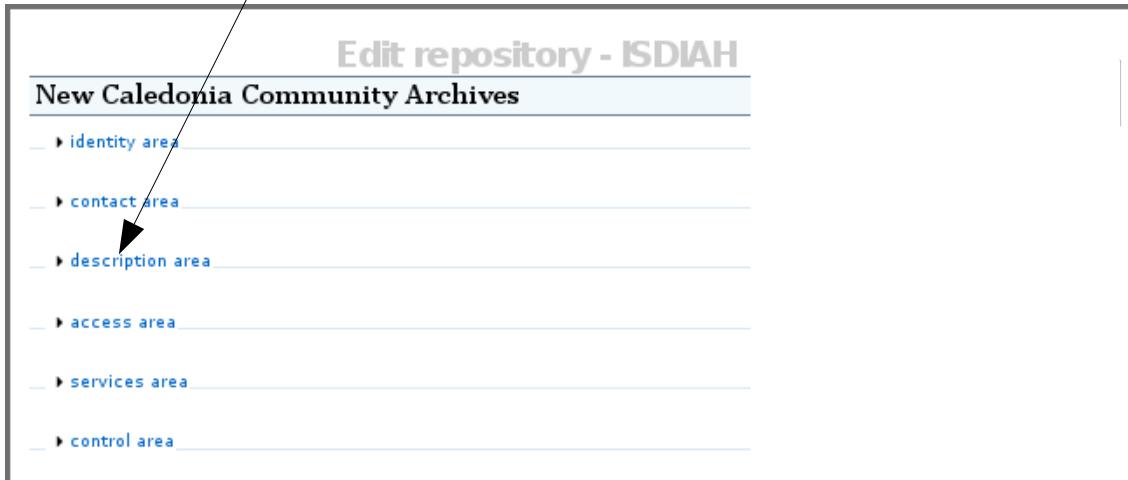 Edit repository - ISDIAH
New Caledonia Community Archives
identity area
contact area
description area
access area
services area
control area